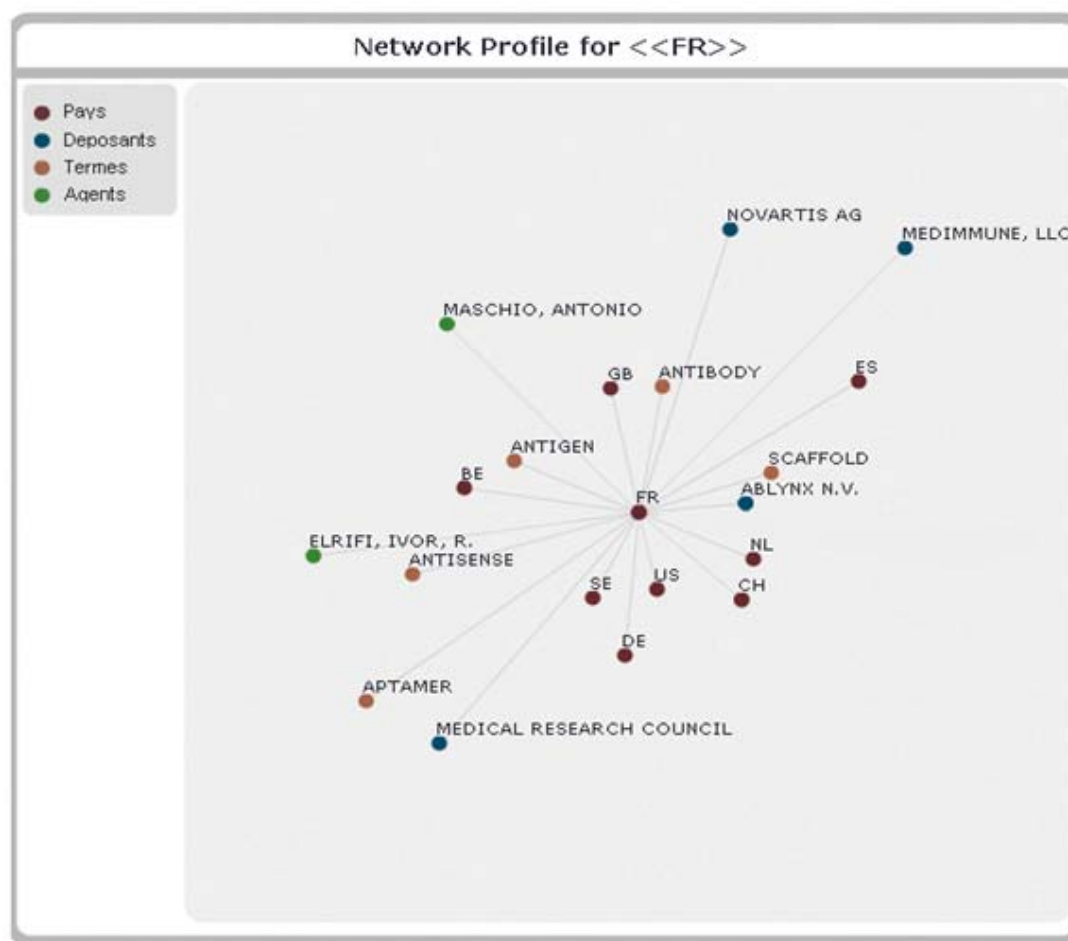 Network Profile for <<FR>>
Pays
Deposants
Termes
Agents
NOVARTIS AG
MEDIMMUNE, LLC
MASCHIO, ANTONIO
GB
ANTIBODY
ES
ANTIGEN
SCAFFOLD
BE
ABLYNX N.V.
FR
ELRIFI, IVOR, R.
NL
ANTISENSE
SE
US
CH
DE
APTAMER
MEDICAL RESEARCH COUNCIL